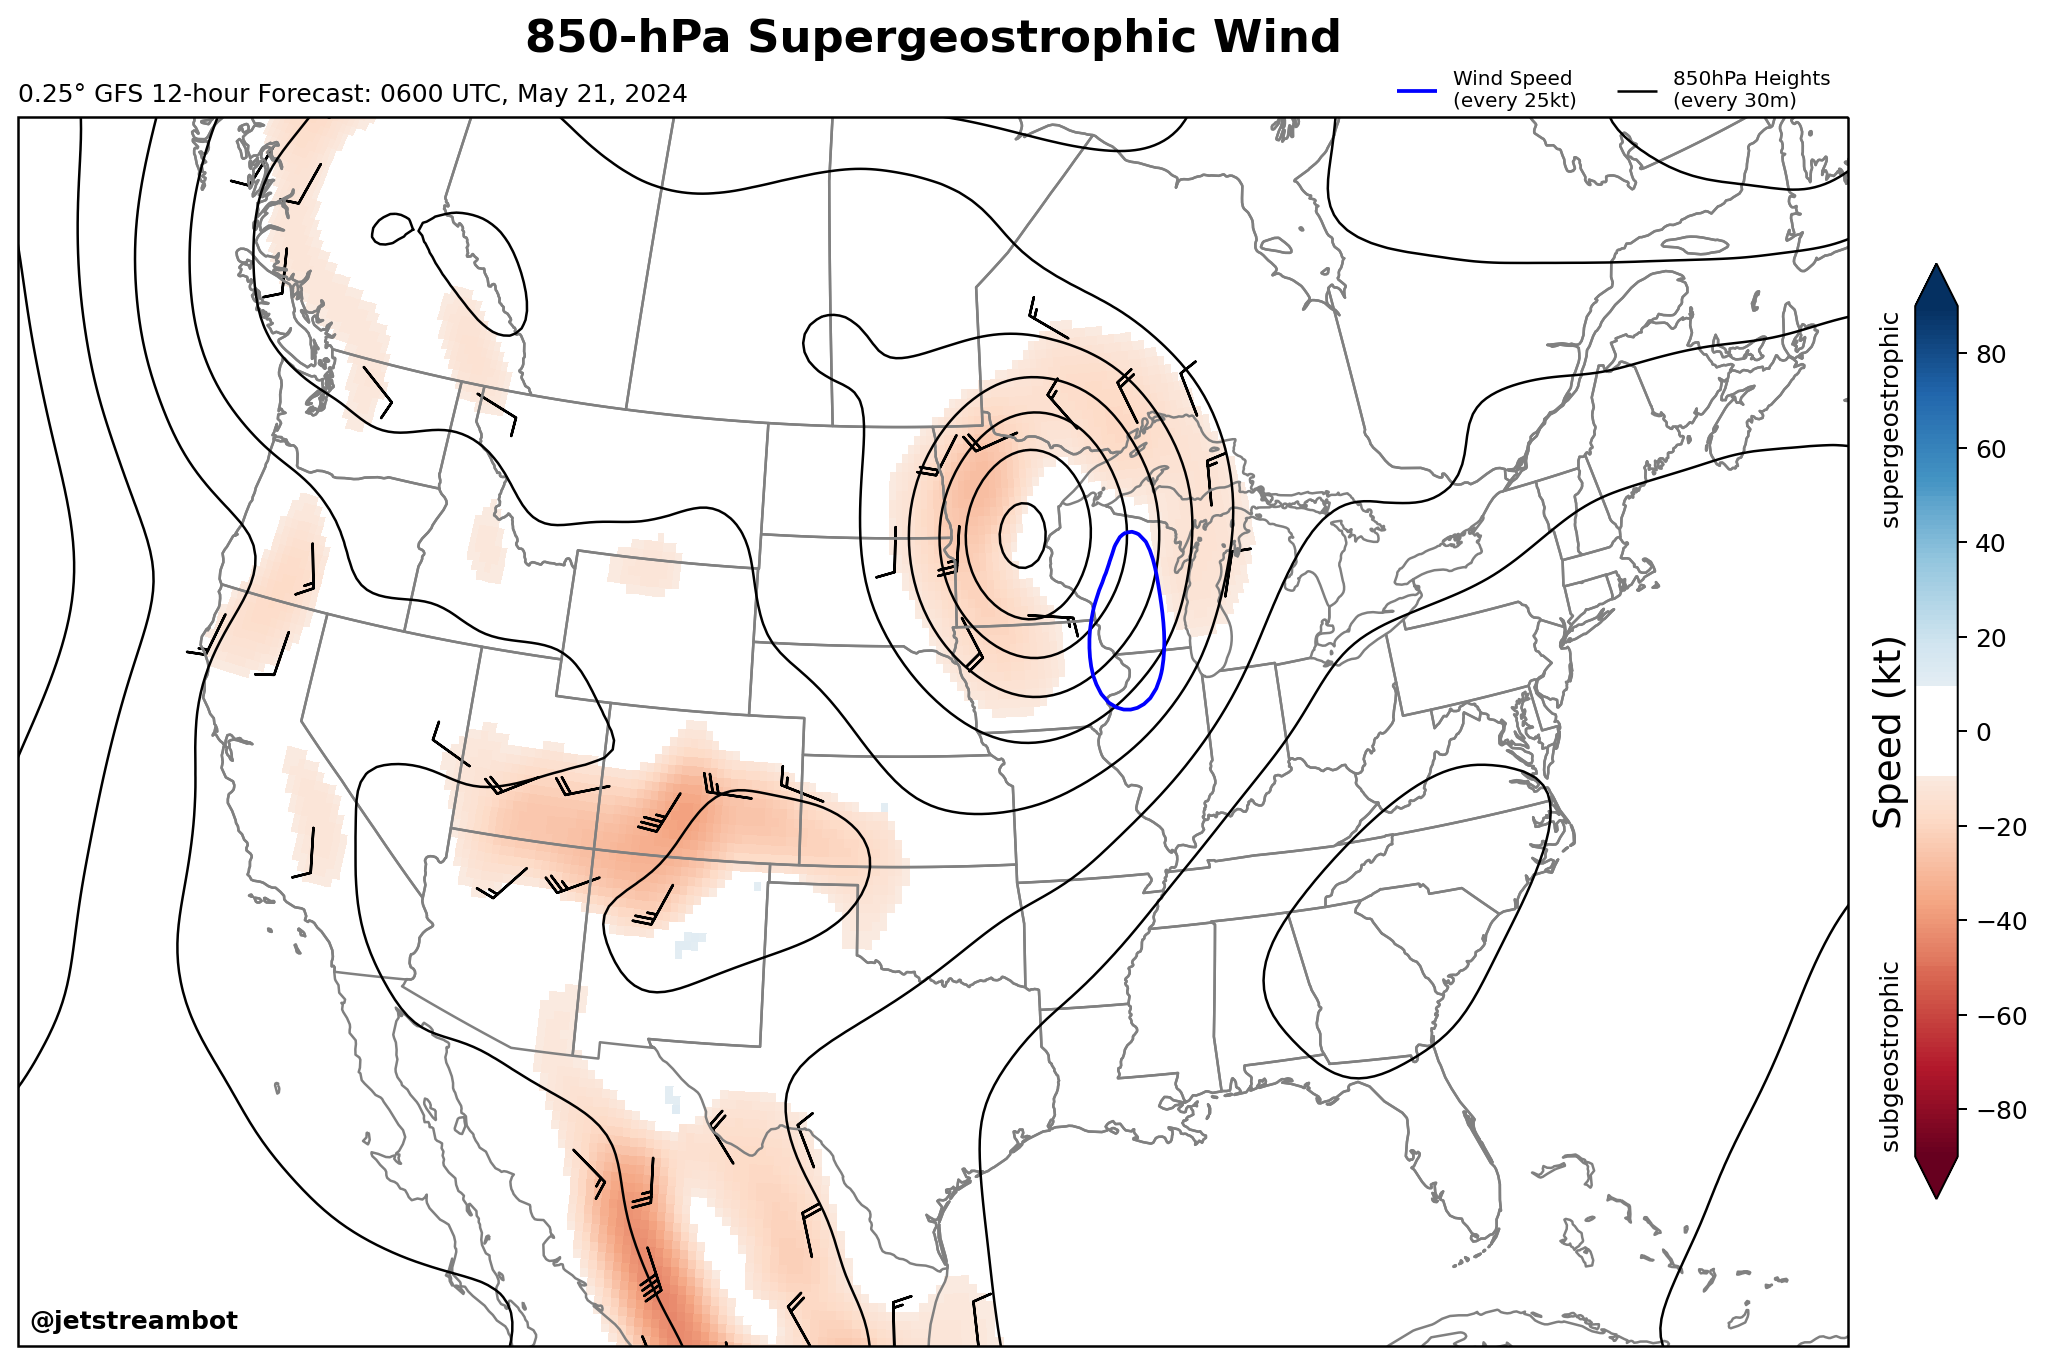 850-hPa Supergeostrophic Wind
0.25° GFS 12-hour Forecast: 0600 UTC, May 21, 2024
Wind Speed
(every 25kt)
850hPa Heights
(every 30m)
supergeostrophic
Speed (kt)
subgeostrophic
80
60
40
20
0
−20
−40
−60
−80
@jetstreambot